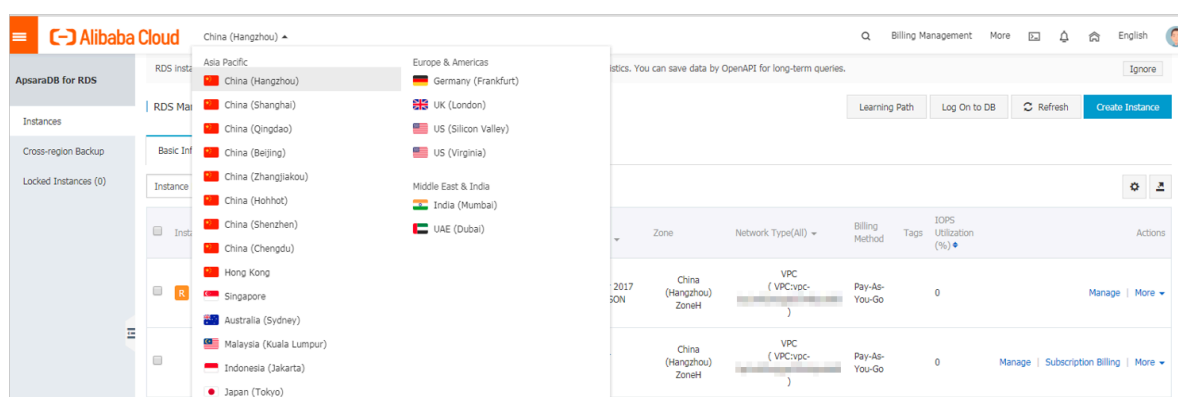 Alibaba Cloud
China (Hangzhou)
Billing Management
More
English
ApsaraDB for RDS
Instances
Cross-region Backup
Locked Instances (0)
RDS insta
istics. You can save data by OpenAPI for long-term queries.
Ignore
RDS Mar
Learning Path
Log On to DB
Refresh
Create Instance
Basic Inf
Instance
Asia Pacific
China (Hangzhou)
China (Shanghai)
China (Qingdao)
China (Beijing)
China (Zhangjiakou)
China (Hohhot)
China (Shenzhen)
China (Chengdu)
Hong Kong
Singapore
Australia (Sydney)
Malaysia (Kuala Lumpur)
Indonesia (Jakarta)
Japan (Tokyo)
Europe & Americas
Germany (Frankfurt)
UK (London)
US (Silicon Valley)
US (Virginia)
Middle East & India
India (Mumbai)
UAE (Dubai)
Insta
Zone
Network Type(All)
Billing
Method
Tags
IOPS
Utilization
(%)
Actions
R
2017
SON
China
(Hangzhou)
ZoneH
VPC
( VPC:vpc-
)
Pay-As-
You-Go
0
Manage | More
China
(Hangzhou)
ZoneH
VPC
( VPC:vpc-
)
Pay-As-
You-Go
0
Manage | Subscription Billing | More